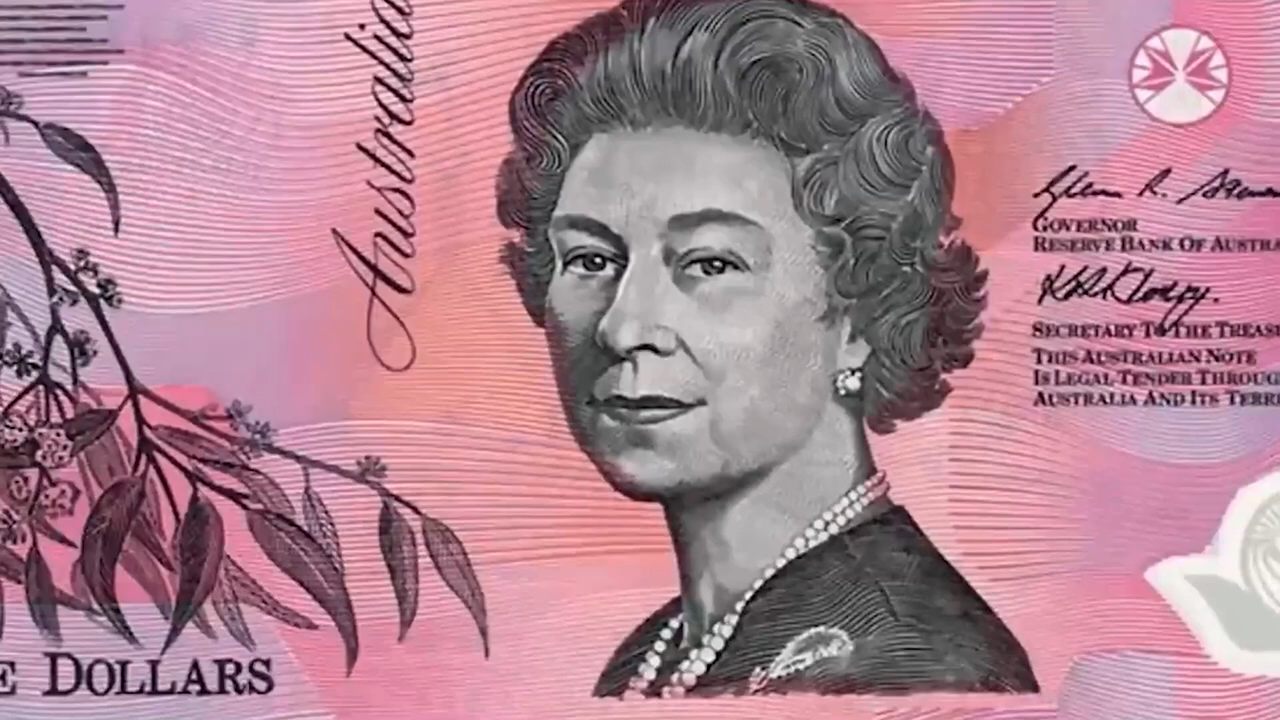 Australia
Glenn R.
GOVERNOR
RESERVE BANK OF AUSTRA
SECRETARY TO THE TREAS
THIS AUSTRALIAN NOTE
IS LEGAL TENDER THROUG
AUSTRALIA AND ITS TERR
E DOLLARS